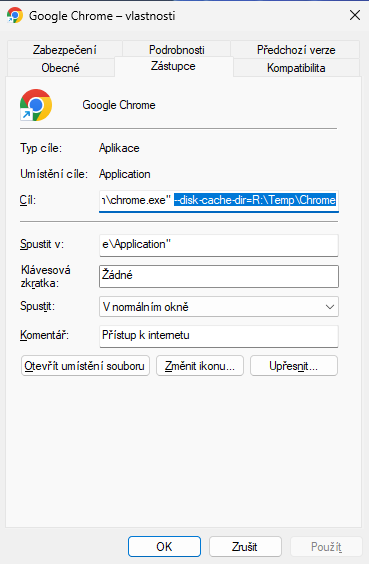 Google Chrome – vlastnosti
Zabezpečení Podrobnosti Předchozí verze
Obecné Zástupce Kompatibilita
Google Chrome
Typ cíle: Aplikace
Umístění cíle: Application
Cíl: n\chrome.exe" --disk-cache-dir=R:\Temp\Chrome
Spustit v: e\Application"
Klávesová zkratka: Žádné
Spustit: V normálním okně
Komentář: Přístup k internetu
Otevřít umístění souboru Změnit ikonu... Upřesnit...
OK Zrušit Použít